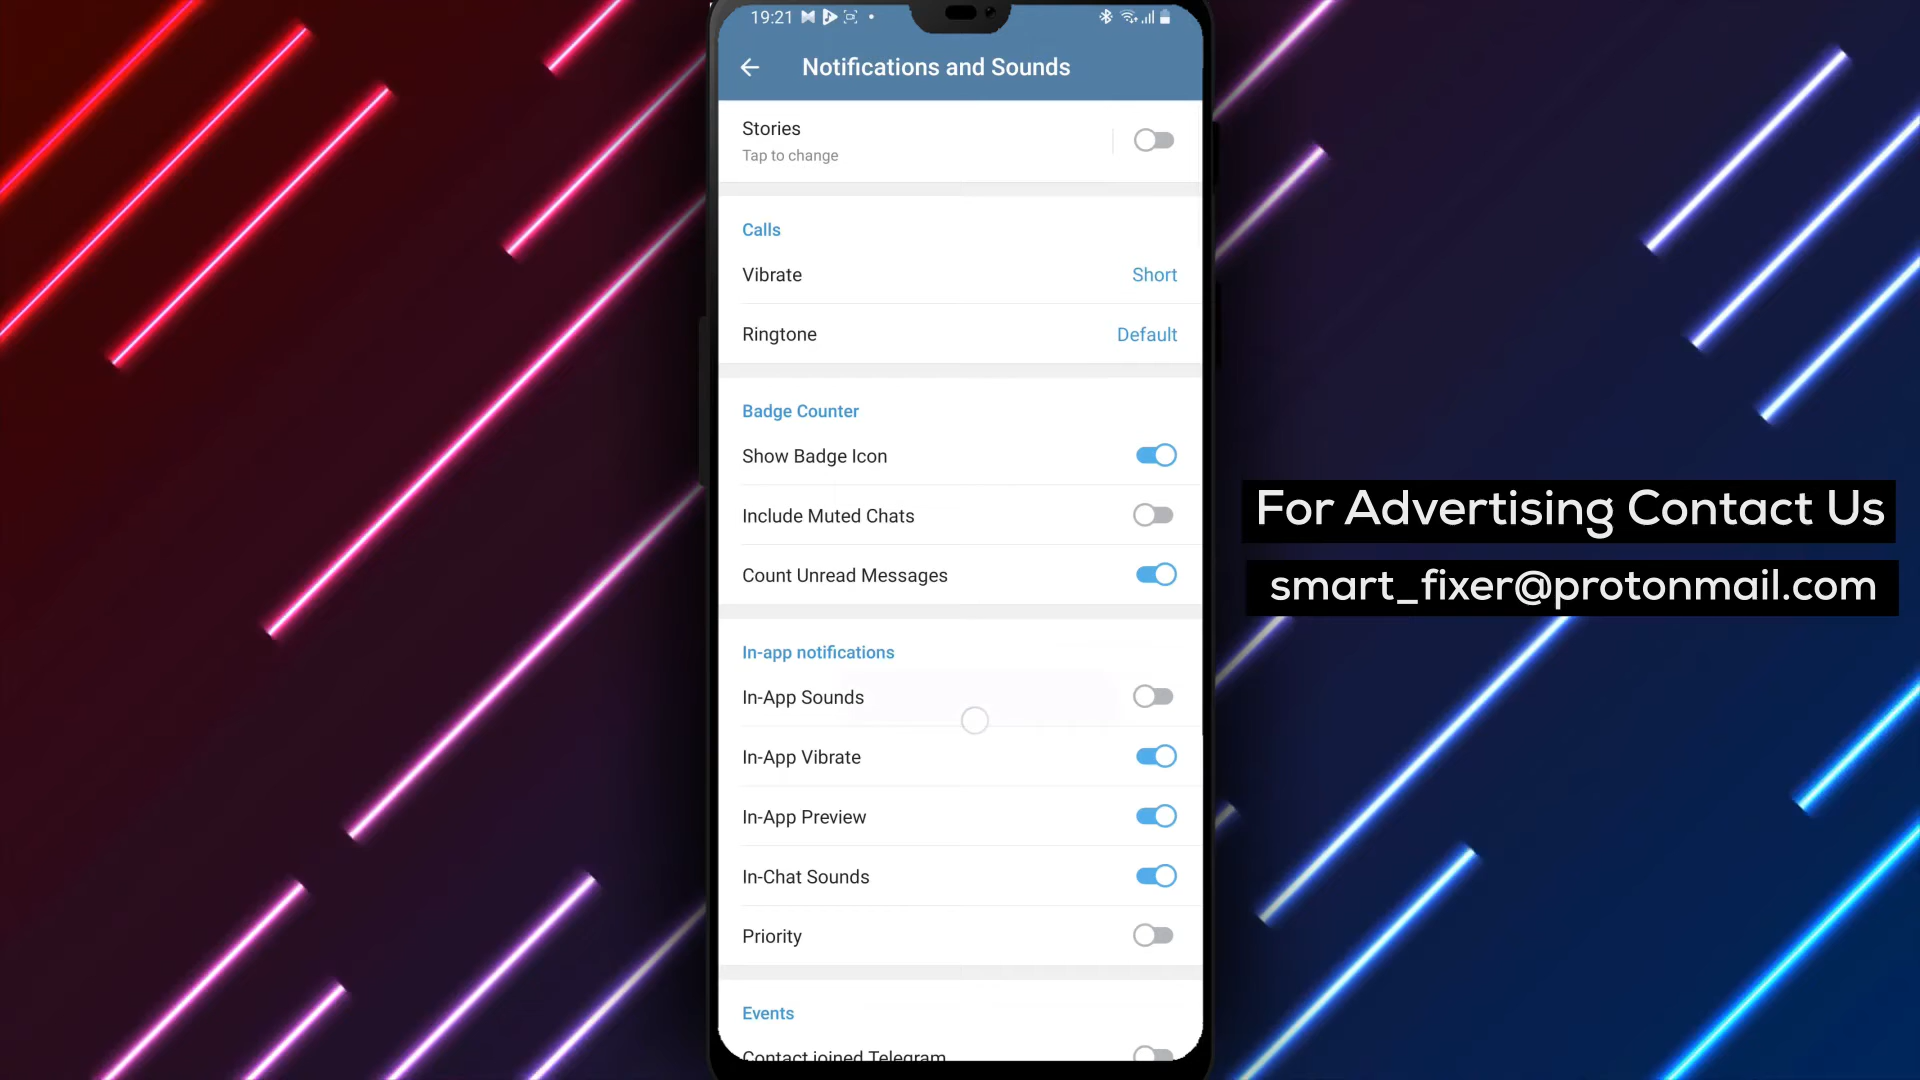 19:21
Notifications and Sounds
Stories
Tap to change
Calls
Vibrate Short
Ringtone Default
Badge Counter
Show Badge Icon
Include Muted Chats
Count Unread Messages
In-app notifications
In-App Sounds
In-App Vibrate
In-App Preview
In-Chat Sounds
Priority
Events
Contact joined Telegram
For Advertising Contact Us
smart_fixer@protonmail.com